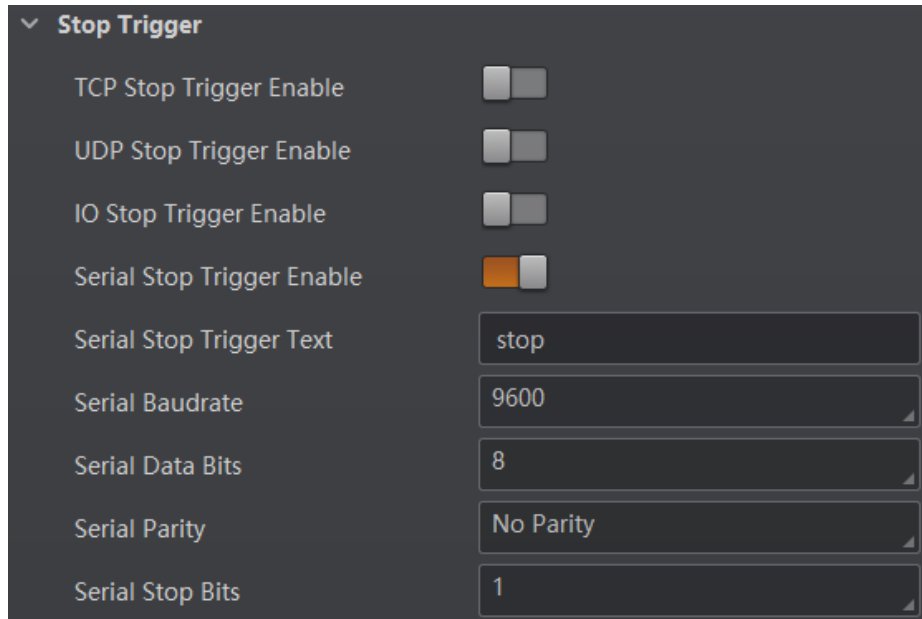 Stop Trigger
TCP Stop Trigger Enable
UDP Stop Trigger Enable
IO Stop Trigger Enable
Serial Stop Trigger Enable
Serial Stop Trigger Text stop
Serial Baudrate 9600
Serial Data Bits 8
Serial Parity No Parity
Serial Stop Bits 1